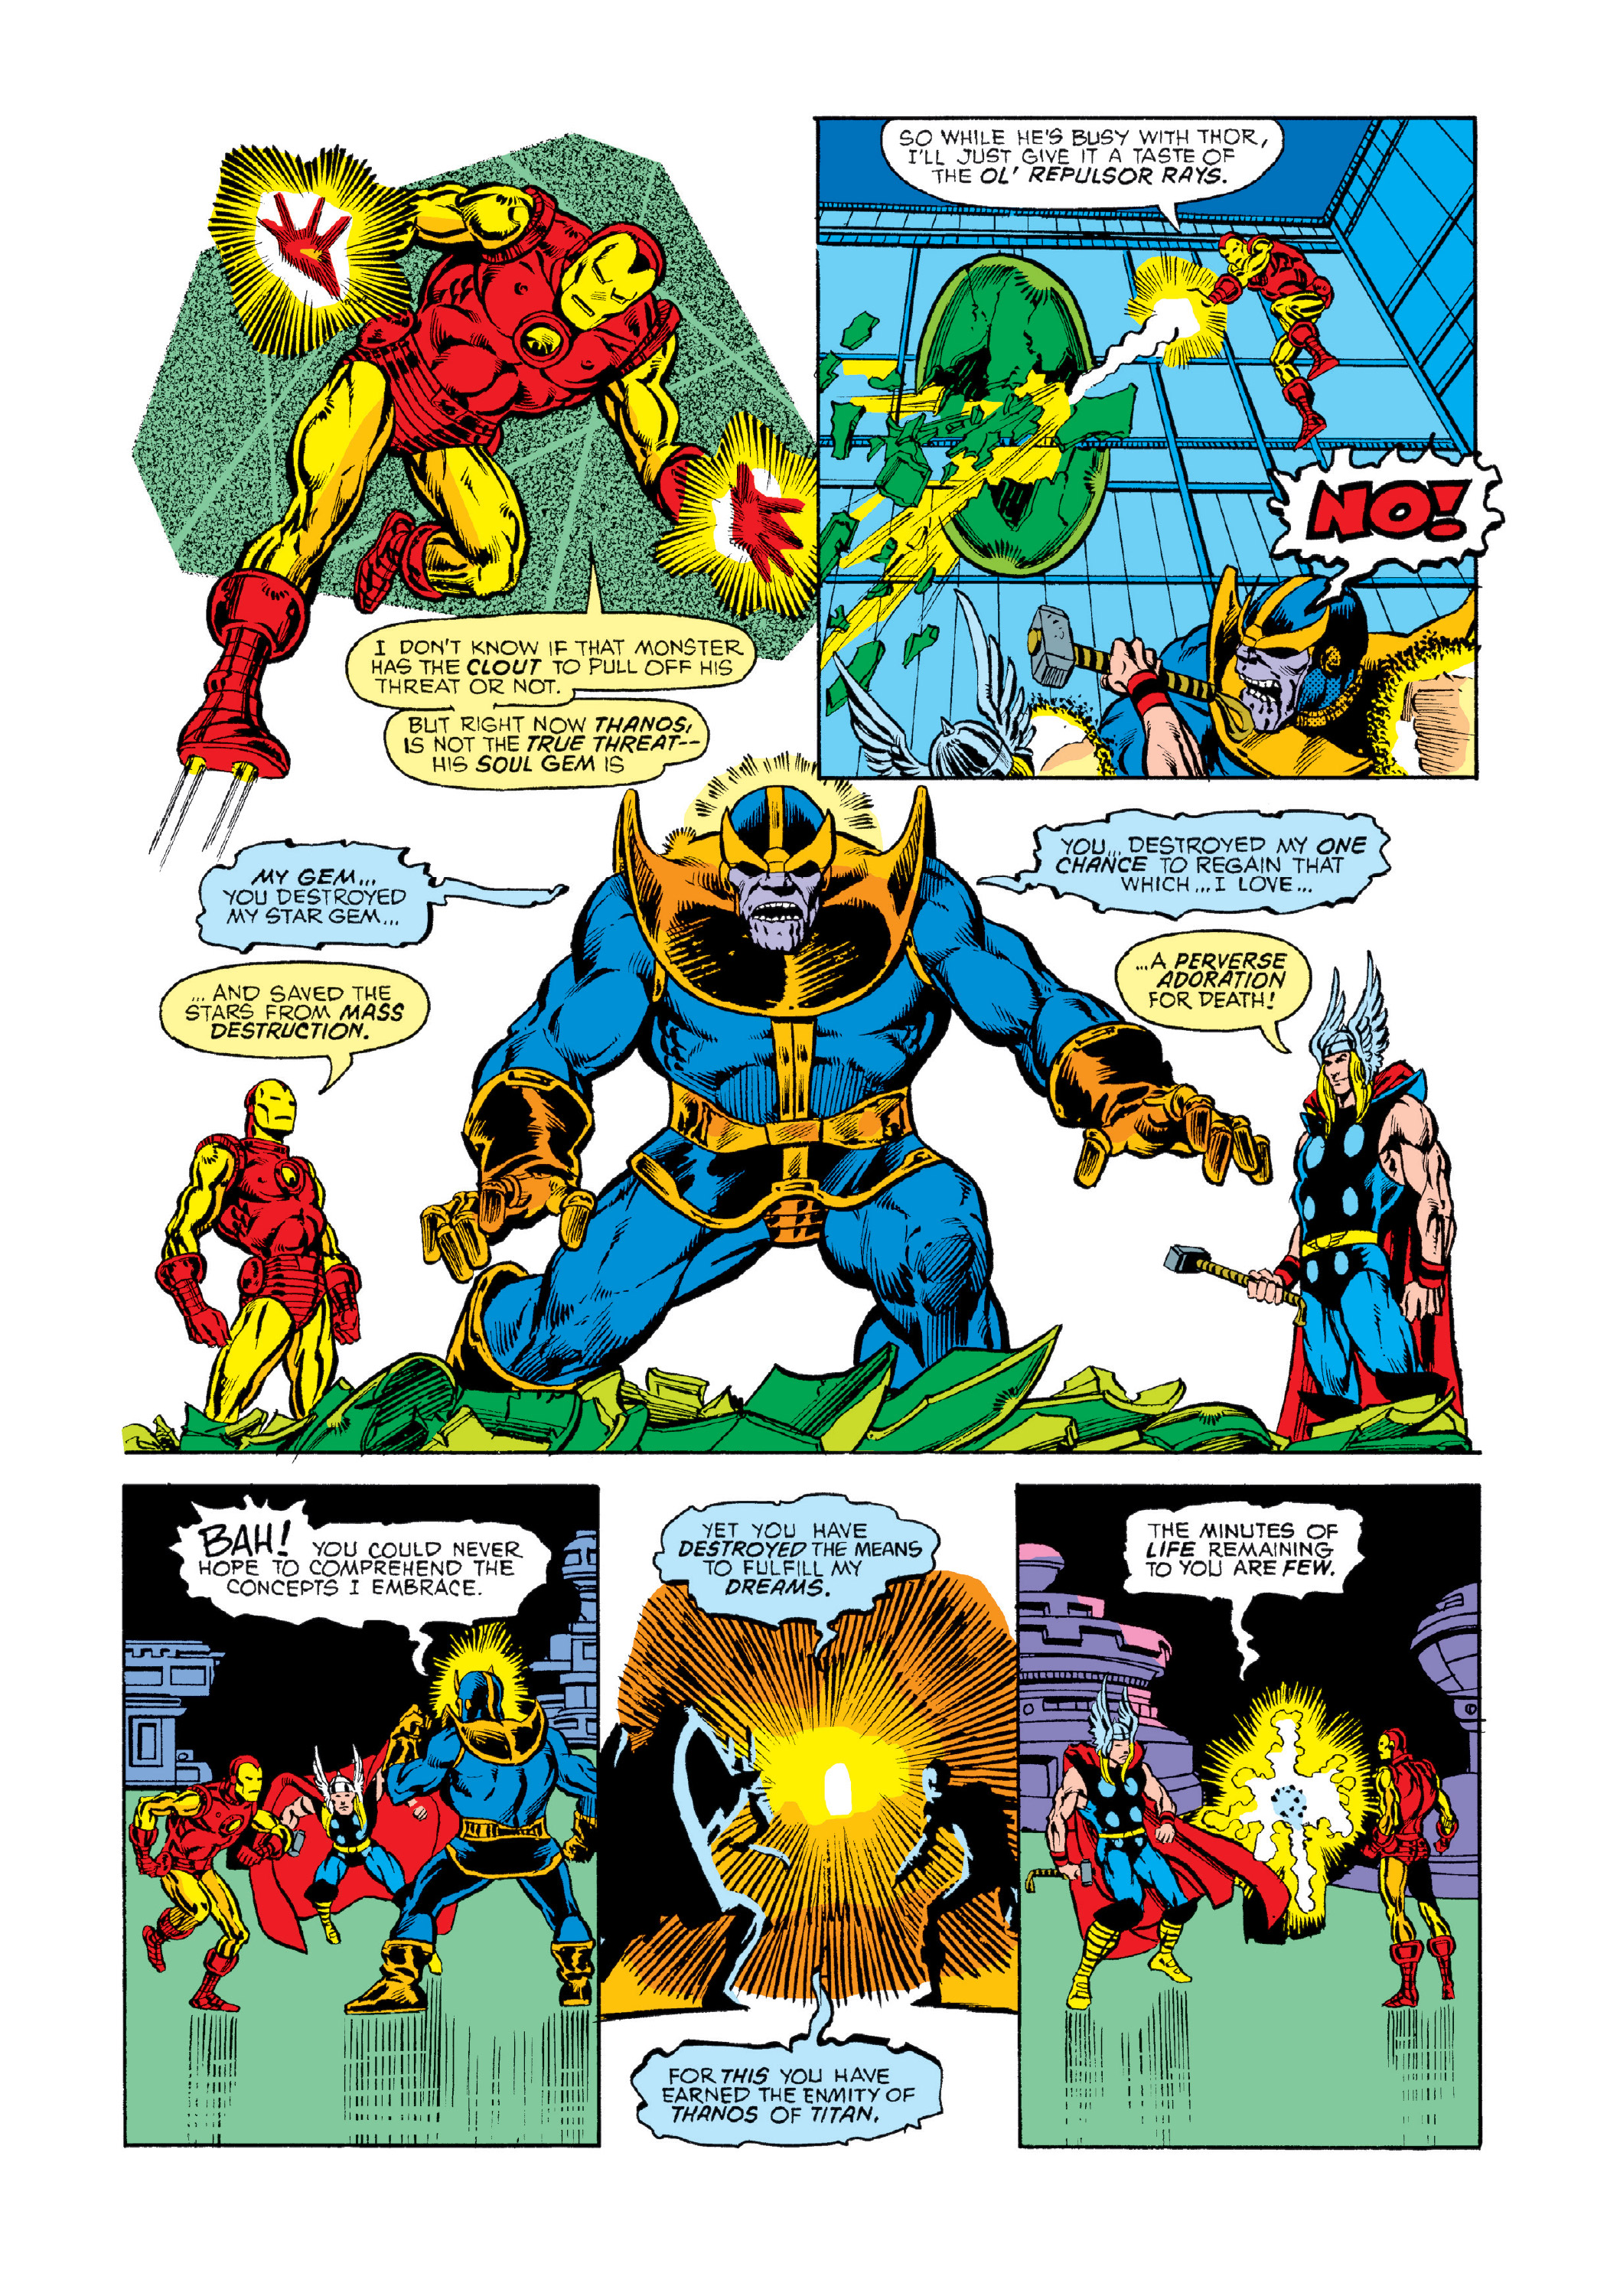 I DON'T KNOW IF THAT MONSTER
HAS THE CLOUT TO PULL OFF HIS
THREAT OR NOT.
BUT RIGHT NOW THANOS,
IS NOT THE TRUE THREAT--
HIS SOUL GEM IS
SO WHILE HE'S BUSY WITH THOR,
I'LL JUST GIVE IT A TASTE OF
THE OL' REPULSOR RAYS.
NO!
MY GEM...
YOU DESTROYED
MY STAR GEM...
...AND SAVED THE
STARS FROM MASS
DESTRUCTION.
YOU... DESTROYED MY ONE
CHANCE TO REGAIN THAT
WHICH... I LOVE...
...A PERVERSE
ADORATION
FOR DEATH!
BAH! YOU COULD NEVER
HOPE TO COMPREHEND THE
CONCEPTS I EMBRACE.
YET YOU HAVE
DESTROYED THE MEANS
TO FULFILL MY
DREAMS.
FOR THIS YOU HAVE
EARNED THE ENMITY OF
THANOS OF TITAN.
THE MINUTES OF
LIFE REMAINING
TO YOU ARE FEW.